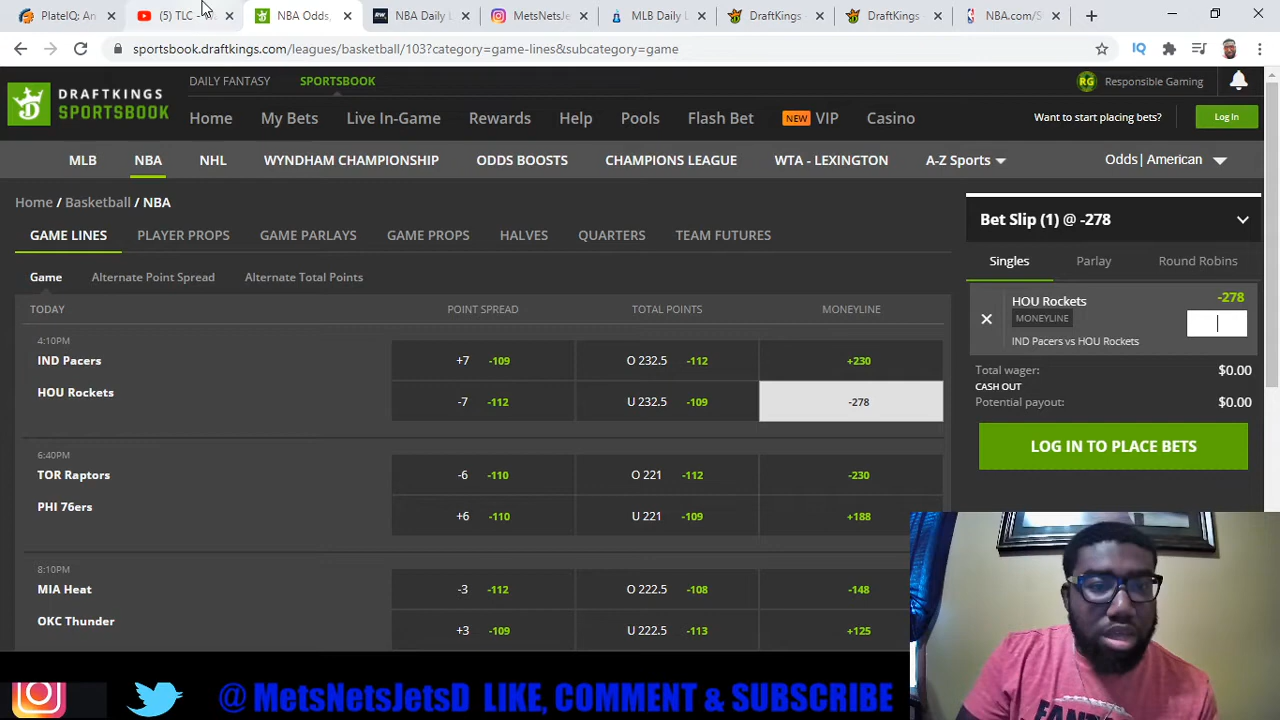 PlateIQ: An
(5) TLC -
NBA Odds,
NBA Daily L
MetsNetsJ
MLB Daily L
DraftKings
DraftKings
NBA.com/S
sportsbook.draftkings.com/leagues/basketball/103?category=game-lines&subcategory=game
IQ
DRAFTKINGS
SPORTSBOOK
DAILY FANTASY SPORTSBOOK
RG Responsible Gaming
Home My Bets Live In-Game Rewards Help Pools Flash Bet NEW VIP Casino
Want to start placing bets? Log In
MLB NBA NHL WYNDHAM CHAMPIONSHIP ODDS BOOSTS CHAMPIONS LEAGUE WTA - LEXINGTON A-Z Sports Odds | American
Home / Basketball / NBA
GAME LINES PLAYER PROPS GAME PARLAYS GAME PROPS HALVES QUARTERS TEAM FUTURES
Game Alternate Point Spread Alternate Total Points
TODAY POINT SPREAD TOTAL POINTS MONEYLINE
4:10PM
IND Pacers +7 -109 O 232.5 -112 +230
HOU Rockets -7 -112 U 232.5 -109 -278
6:40PM
TOR Raptors -6 -110 O 221 -112 -230
PHI 76ers +6 -110 U 221 -109 +188
8:10PM
MIA Heat -3 -112 O 222.5 -108 -148
OKC Thunder +3 -109 U 222.5 -113 +125
Bet Slip (1) @ -278
Singles Parlay Round Robins
HOU Rockets -278
MONEYLINE
IND Pacers vs HOU Rockets
Total wager: $0.00
CASH OUT
Potential payout: $0.00
LOG IN TO PLACE BETS
@ MetsNetsJetsD LIKE, COMMENT & SUBSCRIBE